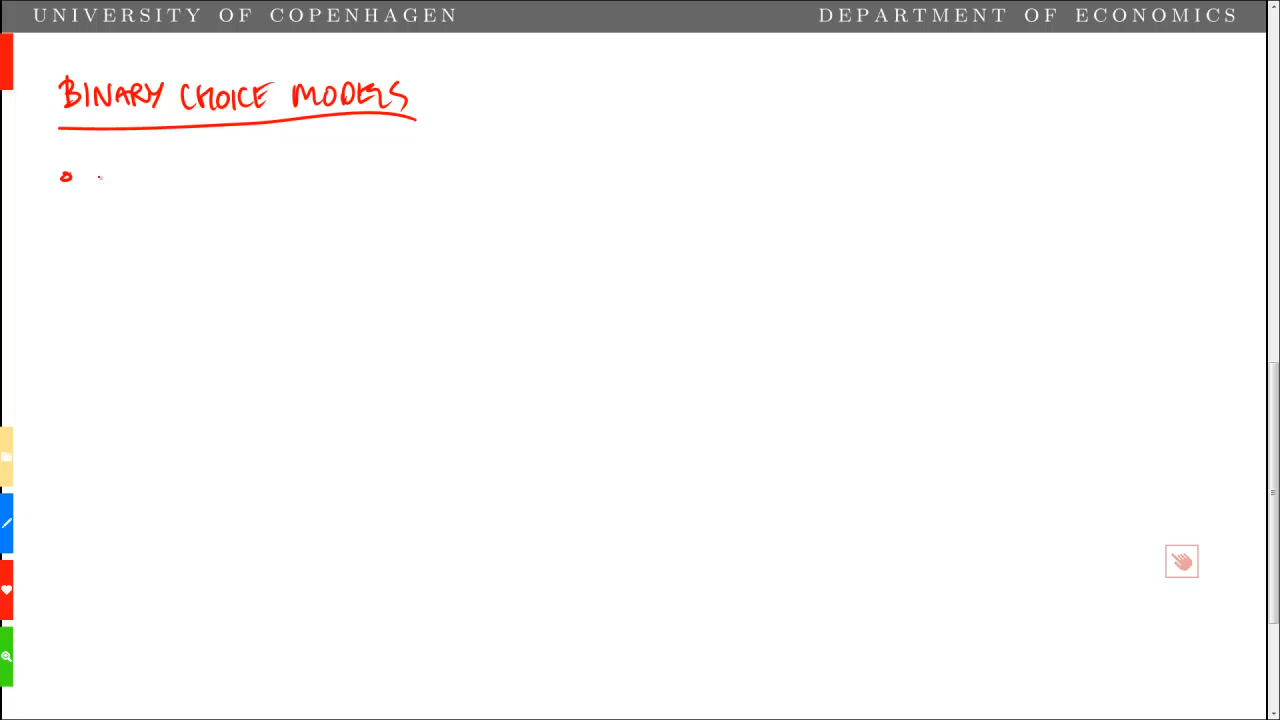 UNIVERSITY OF COPENHAGEN DEPARTMENT OF ECONOMICS
BINARY CHOICE MODELS